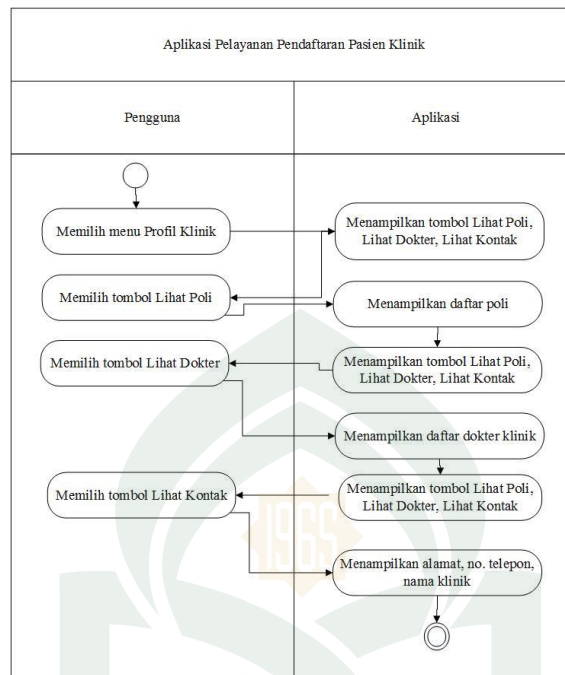 Aplikasi Pelayanan Pendaftaran Pasien Klinik
Pengguna
Aplikasi
Memilih menu Profil Klinik
Menampilkan tombol Lihat Poli,
Lihat Dokter, Lihat Kontak
Memilih tombol Lihat Poli
Menampilkan daftar poli
Memilih tombol Lihat Dokter
Menampilkan tombol Lihat Poli,
Lihat Dokter, Lihat Kontak
Menampilkan daftar dokter klinik
Memilih tombol Lihat Kontak
Menampilkan tombol Lihat Poli,
Lihat Dokter, Lihat Kontak
1965
Menampilkan alamat, no. telepon,
nama klinik